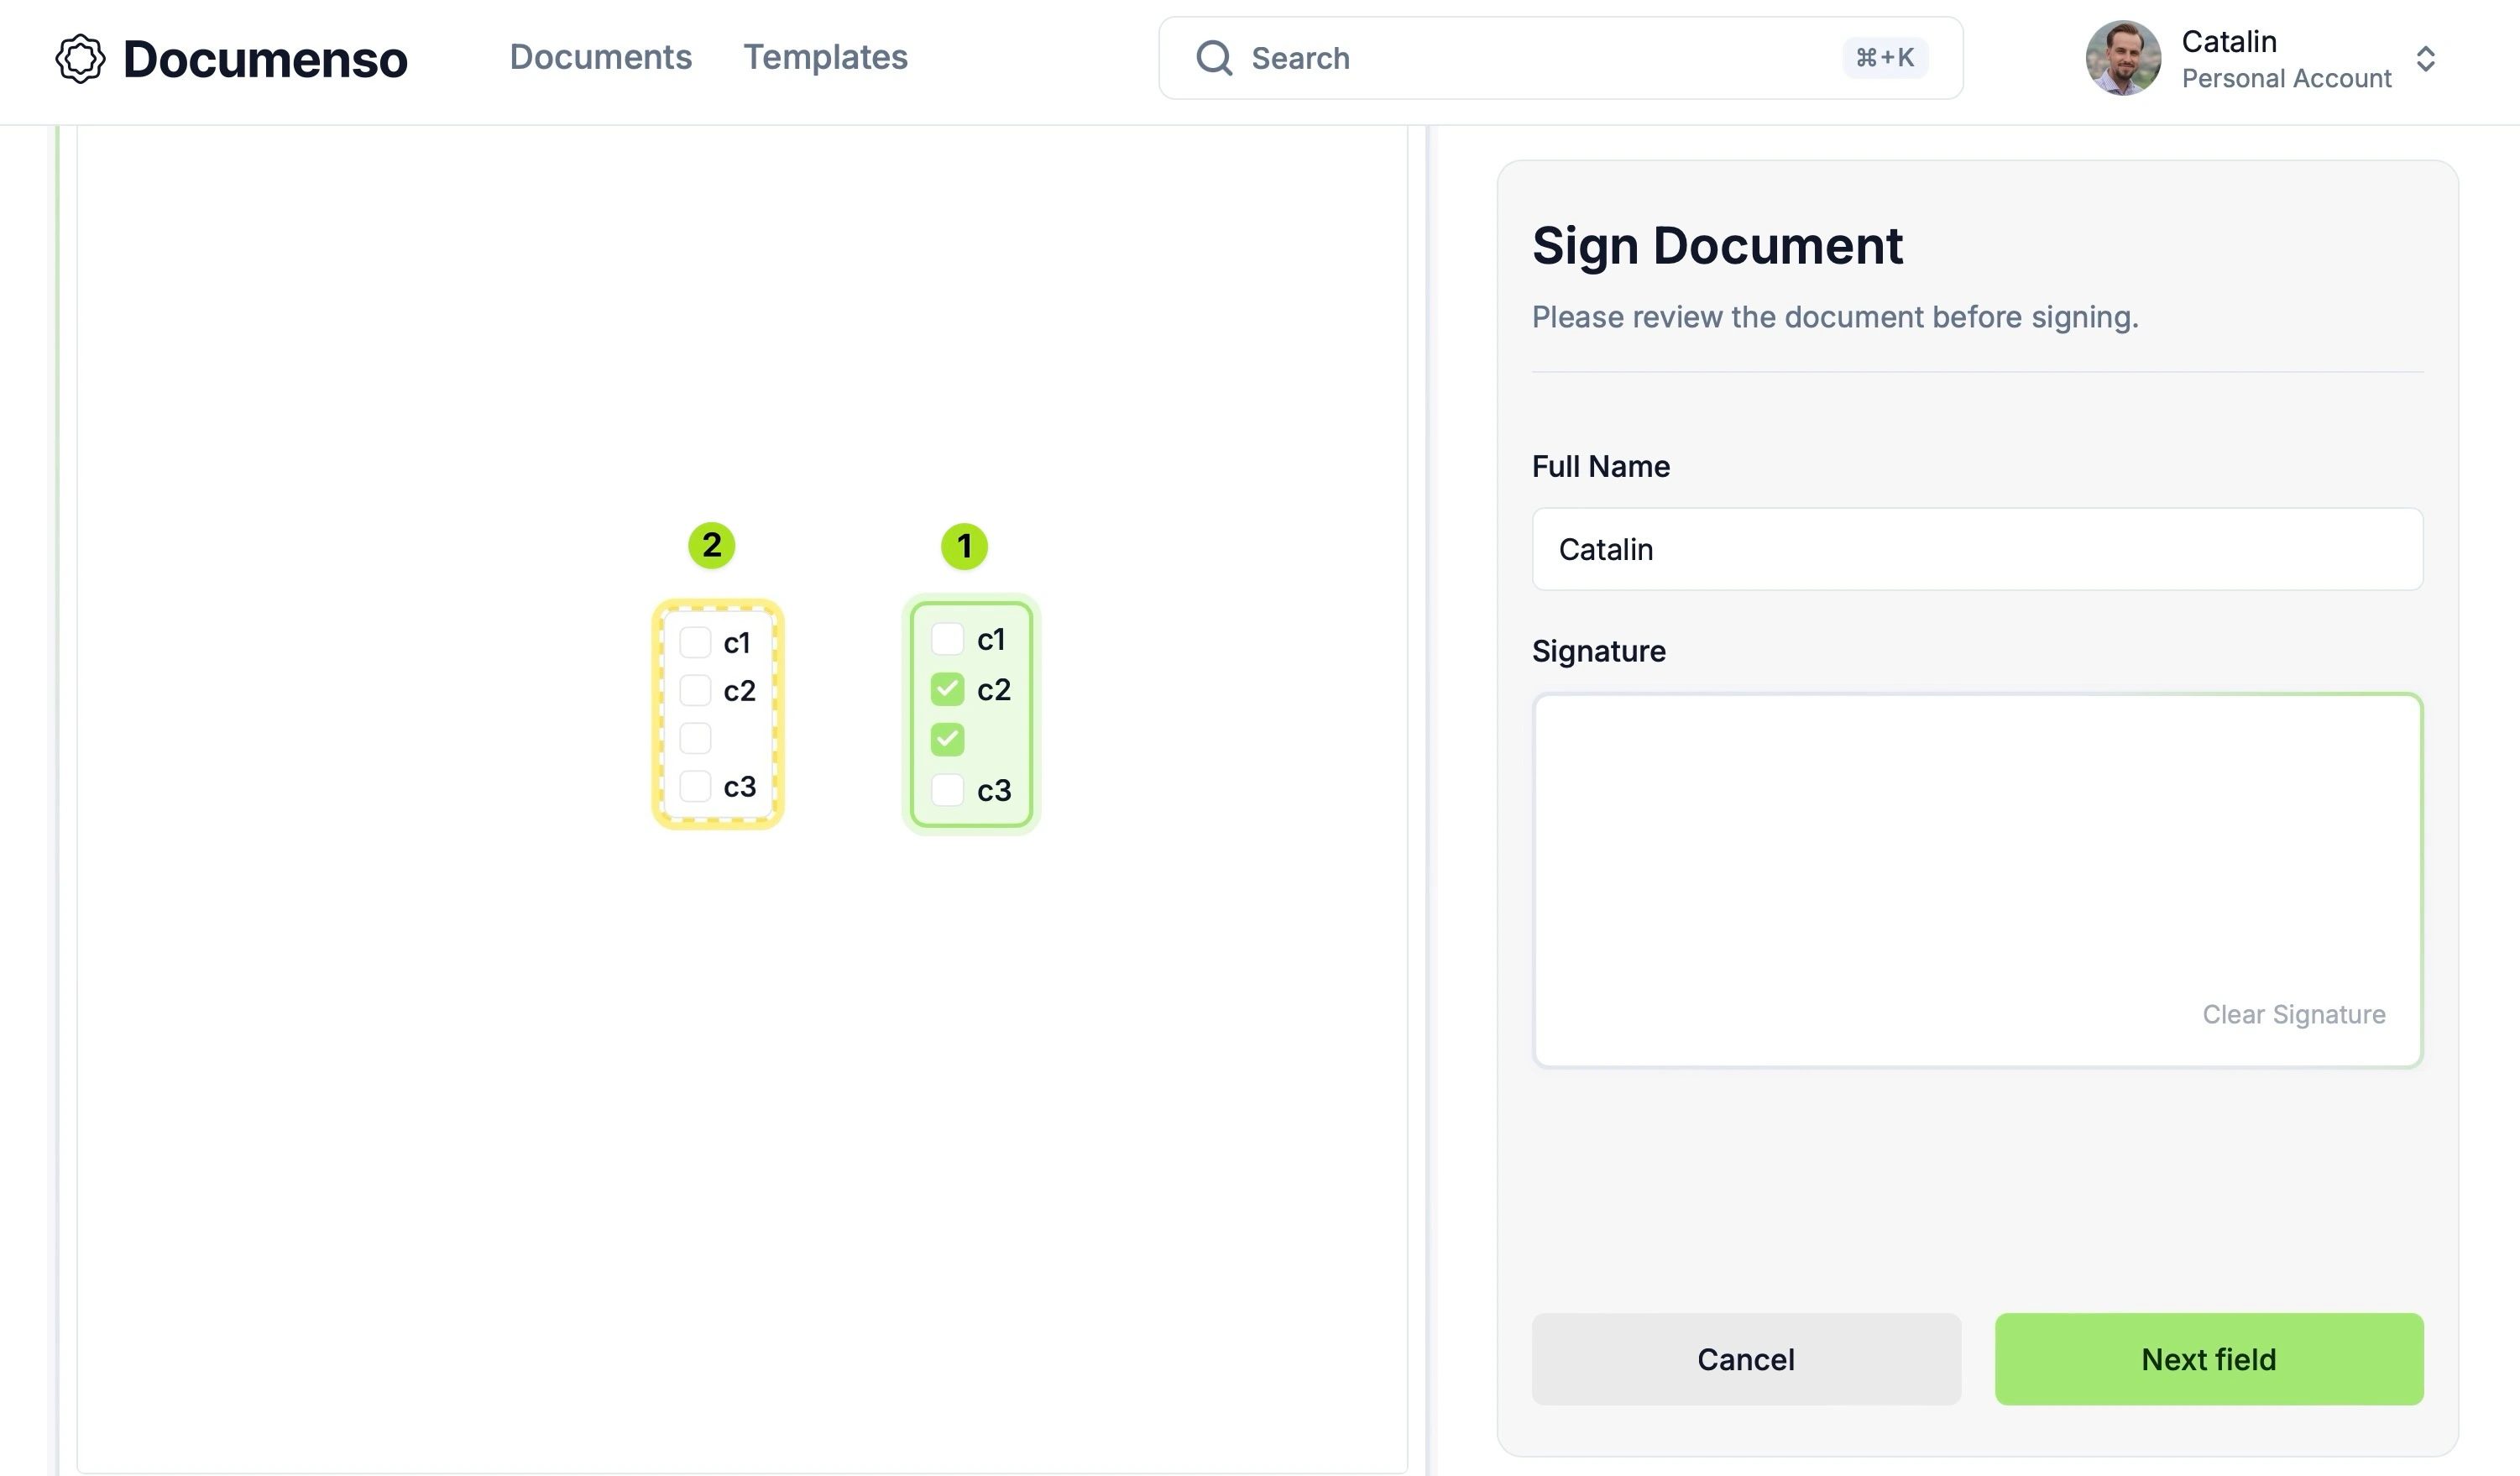 Documenso
Documents
Templates
Search
⌘+K
Catalin
Personal Account
2
c1
c2
c3
1
c1
c2
c3
Sign Document
Please review the document before signing.
Full Name
Catalin
Signature
Clear Signature
Cancel
Next field